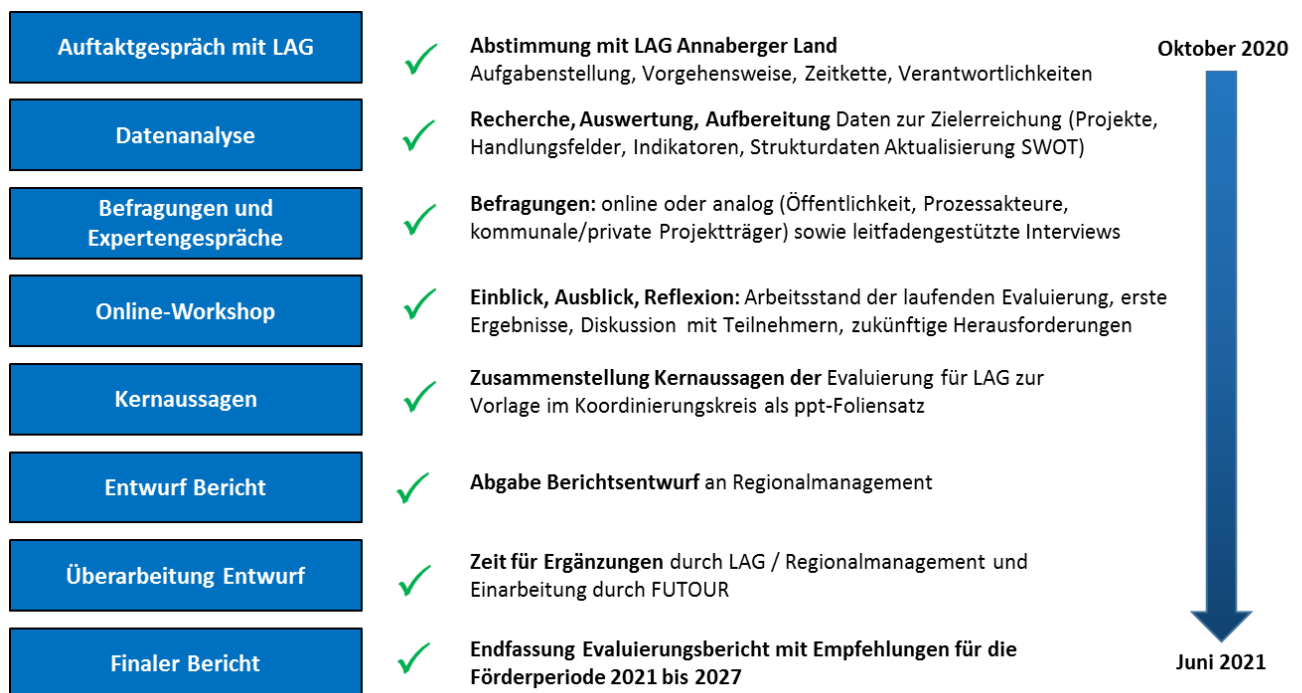 Auftaktgespräch mit LAG
Abstimmung mit LAG Annaberger Land
Aufgabenstellung, Vorgehensweise, Zeitkette, Verantwortlichkeiten
Oktober 2020
Datenanalyse
Recherche, Auswertung, Aufbereitung Daten zur Zielerreichung (Projekte,
Handlungsfelder, Indikatoren, Strukturdaten Aktualisierung SWOT)
Befragungen und
Expertengespräche
Befragungen: online oder analog (Öffentlichkeit, Prozessakteure,
kommunale/private Projektträger) sowie leitfadengestützte Interviews
Online-Workshop
Einblick, Ausblick, Reflexion: Arbeitsstand der laufenden Evaluierung, erste
Ergebnisse, Diskussion mit Teilnehmern, zukünftige Herausforderungen
Kernaussagen
Zusammenstellung Kernaussagen der Evaluierung für LAG zur
Vorlage im Koordinierungskreis als ppt-Foliensatz
Entwurf Bericht
Abgabe Berichtsentwurf an Regionalmanagement
Überarbeitung Entwurf
Zeit für Ergänzungen durch LAG / Regionalmanagement und
Einarbeitung durch FUTOUR
Finaler Bericht
Endfassung Evaluierungsbericht mit Empfehlungen für die
Förderperiode 2021 bis 2027
Juni 2021